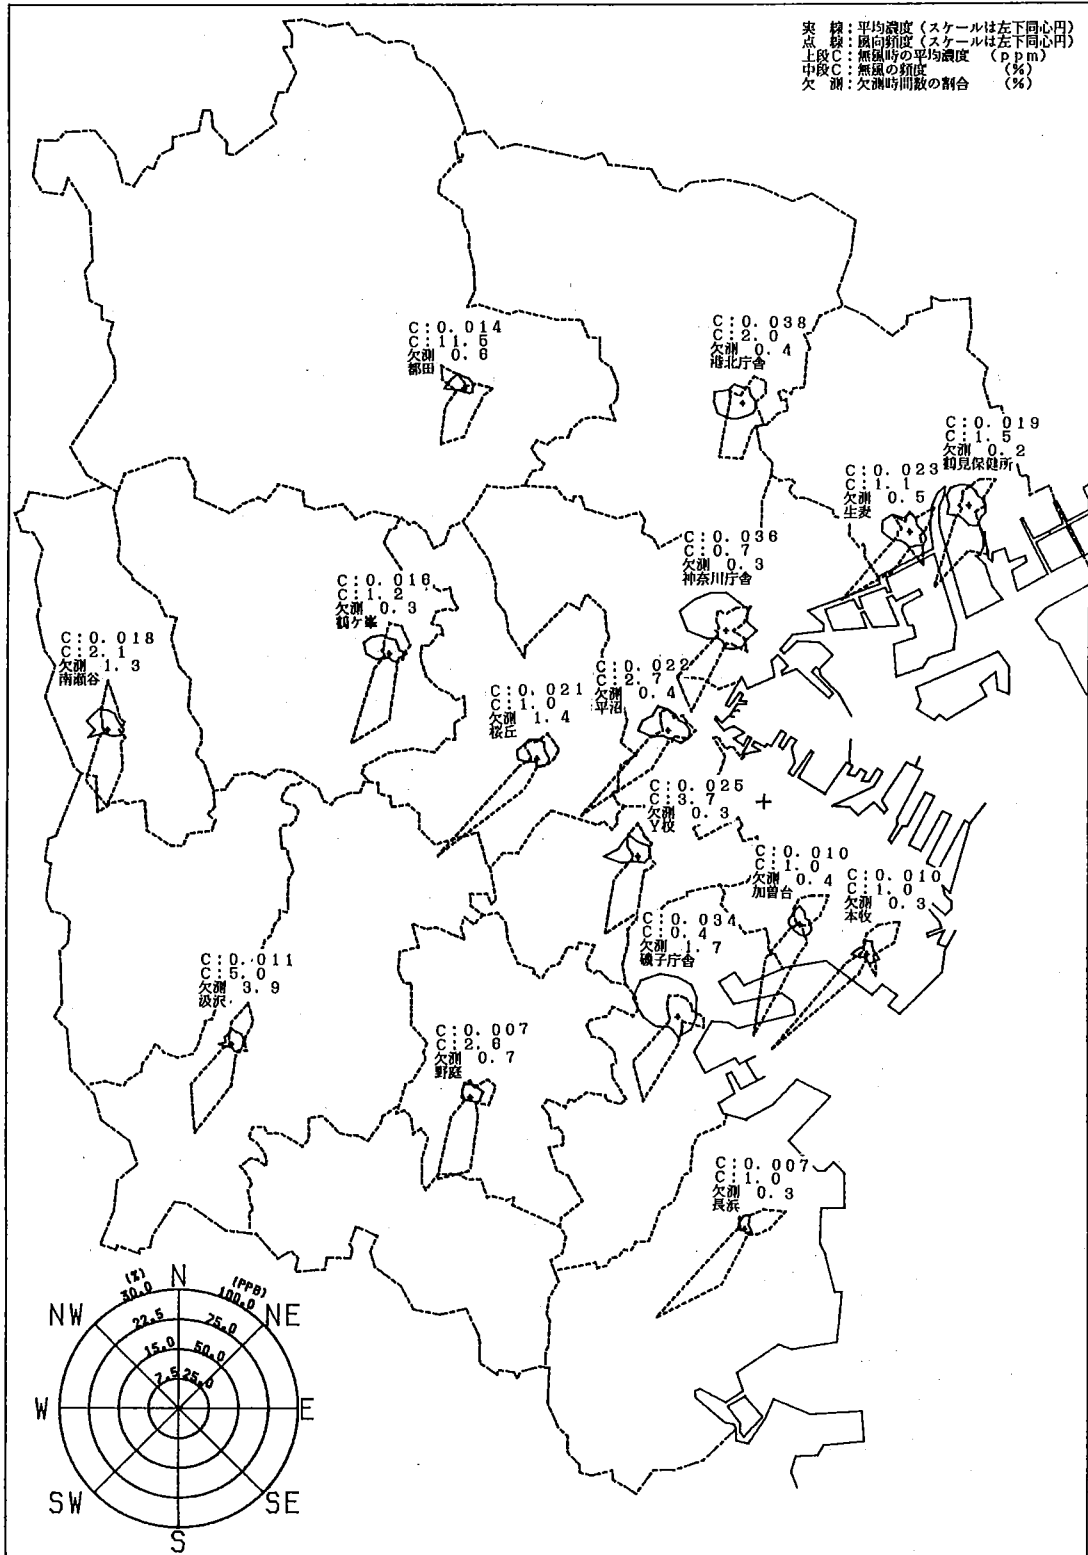 実 線：平均濃度（スケールは左下同心円）
点 線：風向頻度（スケールは左下同心円）
上段C：無風時の平均濃度 （ppm）
中段C：無風の頻度 （%）
欠 測：欠測時間数の割合 （%）
C:0.014
C:11.5
欠測 0.6
都田
C:0.038
C:2.0
欠測 0.4
港北庁舎
C:0.019
C:1.5
欠測 0.2
鶴見保健所
C:0.023
C:1.1
欠測 0.5
生麦
C:0.036
C:0.7
欠測 0.3
神奈川庁舎
C:0.016
C:1.2
欠測 0.3
鶴ケ峯
C:0.018
C:2.1
欠測 1.3
南瀬谷
C:0.022
C:2.7
欠測 0.4
平沼
C:0.021
C:1.0
欠測 1.4
桜丘
C:0.025
C:3.7
欠測 0.3
Y校
C:0.010
C:1.0
欠測 0.4
加曽台
C:0.010
C:1.0
欠測 0.3
本牧
C:0.034
C:0.4
欠測 1.7
磯子庁舎
C:0.011
C:5.0
欠測 3.9
汲沢
C:0.007
C:2.6
欠測 0.7
野庭
C:0.007
C:1.0
欠測 0.3
長浜
(%) N (PPB)
30.0 100.0
NW 22.5 75.0 NE
15.0 50.0
7.5 25.0
W E
SW SE
S